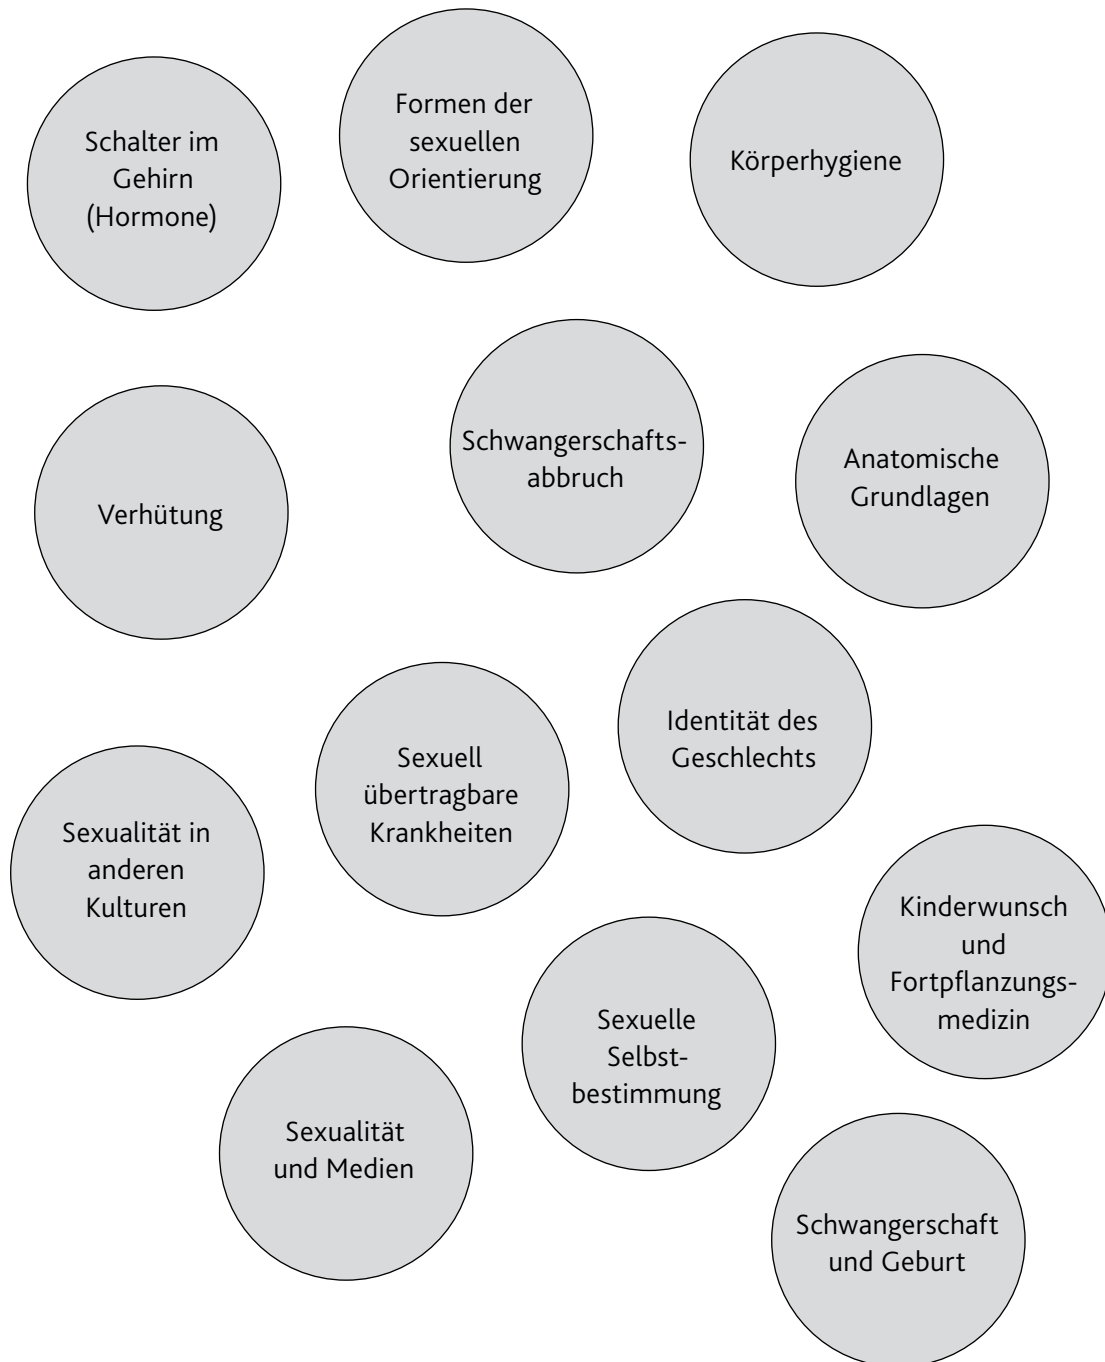 Schalter im
Gehirn
(Hormone)
Formen der
sexuellen
Orientierung
Körperhygiene
Verhütung
Schwangerschafts-
abbruch
Anatomische
Grundlagen
Identität des
Geschlechts
Sexuell
übertragbare
Krankheiten
Sexualität in
anderen
Kulturen
Kinderwunsch
und
Fortpflanzungs-
medizin
Sexuelle
Selbst-
bestimmung
Sexualität
und Medien
Schwangerschaft
und Geburt